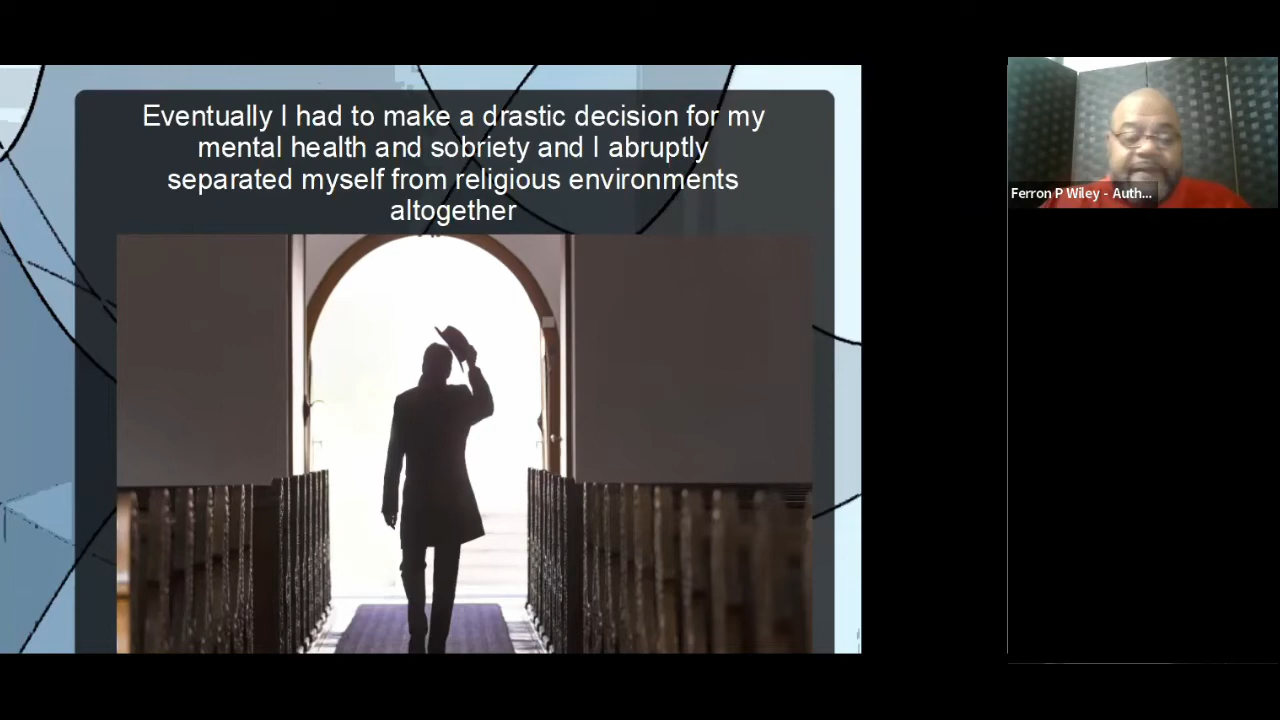 Eventually I had to make a drastic decision for my
mental health and sobriety and I abruptly
separated myself from religious environments
altogether
Ferron P Wiley - Auth...